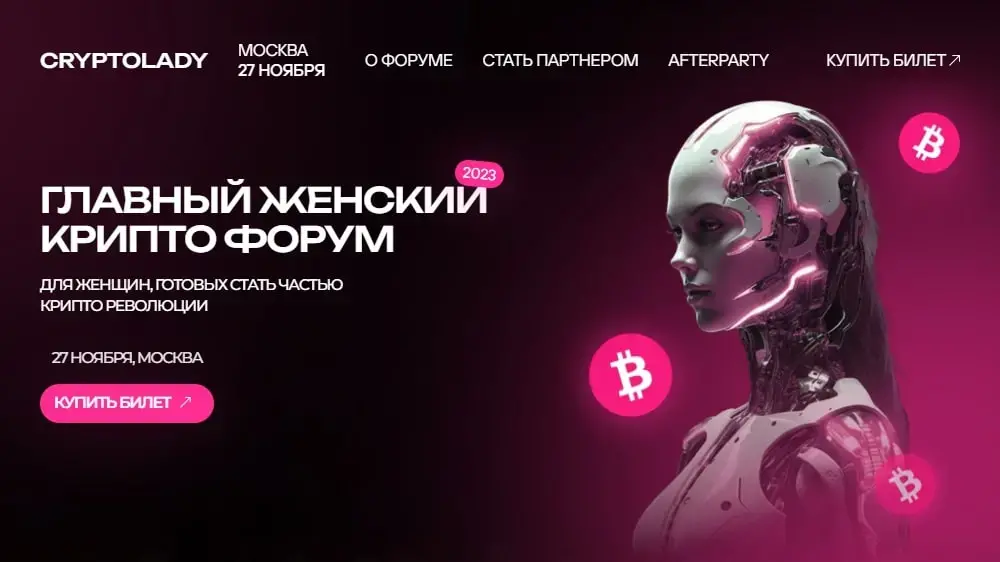 CRYPTOLADY
МОСКВА
27 НОЯБРЯ
О ФОРУМЕ
СТАТЬ ПАРТНЕРОМ
AFTERPARTY
КУПИТЬ БИЛЕТ
2023
ГЛАВНЫЙ ЖЕНСКИЙ
КРИПТО ФОРУМ
ДЛЯ ЖЕНЩИН, ГОТОВЫХ СТАТЬ ЧАСТЬЮ
КРИПТО РЕВОЛЮЦИИ
27 НОЯБРЯ, МОСКВА
КУПИТЬ БИЛЕТ